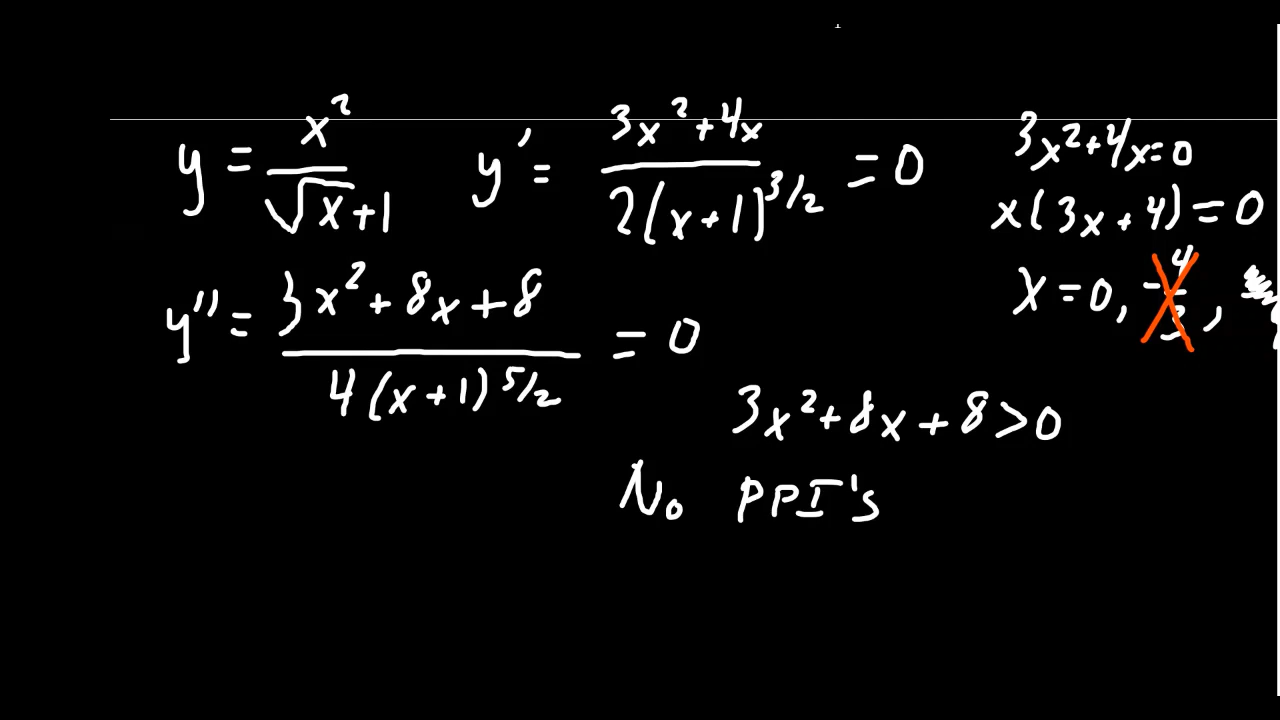 y = x²/√x+1 y' = 3x²+4x / 2(x+1)^3/2 = 0
3x²+4x=0
x(3x+4)=0
x=0, -4/3,
y'' = 3x²+8x+8 / 4(x+1)^5/2 = 0
3x²+8x+8>0
No PPI's